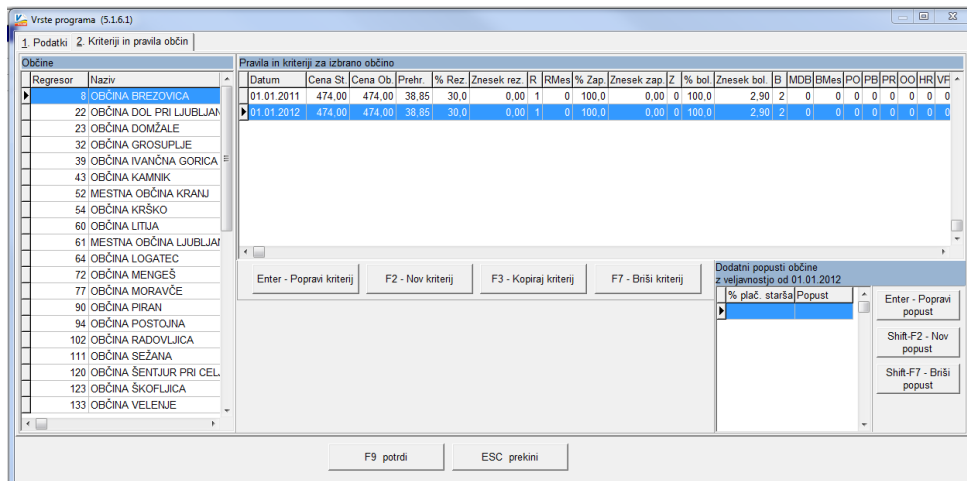 Vrste programa (5.1.6.1)
1. Podatki 2. Kriteriji in pravila občin
Občine
Regresor Naziv
8 OBČINA BREZOVICA
22 OBČINA DOL PRI LJUBLJAN
23 OBČINA DOMŽALE
32 OBČINA GROSUPLJE
39 OBČINA IVANČNA GORICA
43 OBČINA KAMNIK
52 MESTNA OBČINA KRANJ
54 OBČINA KRŠKO
60 OBČINA LITIJA
61 MESTNA OBČINA LJUBLJAN
64 OBČINA LOGATEC
72 OBČINA MENGEŠ
77 OBČINA MORAVČE
90 OBČINA PIRAN
94 OBČINA POSTOJNA
102 OBČINA RADOVLJICA
111 OBČINA SEŽANA
120 OBČINA ŠENTJUR PRI CELJ
123 OBČINA ŠKOFLJICA
133 OBČINA VELENJE
Pravila in kriteriji za izbrano občino
Datum Cena St. Cena Ob. Prehr. % Rez. Znesek rez. R RMes % Zap. Znesek zap. Z % bol. Znesek bol. B MDB BMes PO PB PR OO HR VF
01.01.2011 474,00 474,00 38,85 30,0 0,00 1 0 100,0 0,00 0 100,0 2,90 2 0 0 0 0 0 0 0 0
01.01.2012 474,00 474,00 38,85 30,0 0,00 1 0 100,0 0,00 0 100,0 2,90 2 0 0 0 0 0 0 0 0
Enter - Popravi kriterij F2 - Nov kriterij F3 - Kopiraj kriterij F7 - Briši kriterij
Dodatni popusti občine
z veljavnostjo od 01.01.2012
% plač. starša Popust
Enter - Popravi
popust
Shift-F2 - Nov
popust
Shift-F7 - Briši
popust
F9 potrdi ESC prekini